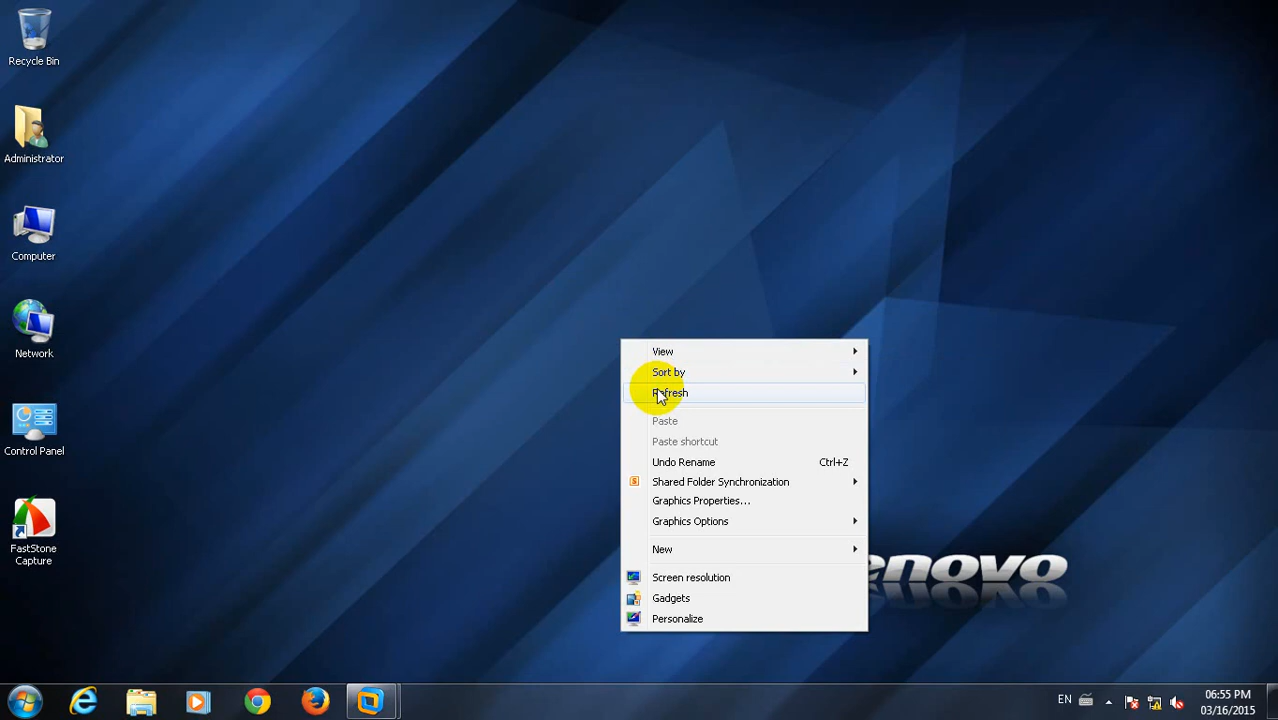 Recycle Bin
Administrator
Computer
Network
Control Panel
FastStone
Capture
View
Sort by
Refresh
Paste
Paste shortcut
Undo Rename Ctrl+Z
Shared Folder Synchronization
Graphics Properties...
Graphics Options
New
Screen resolution
Gadgets
Personalize
enovo
EN
06:55 PM
03/16/2015